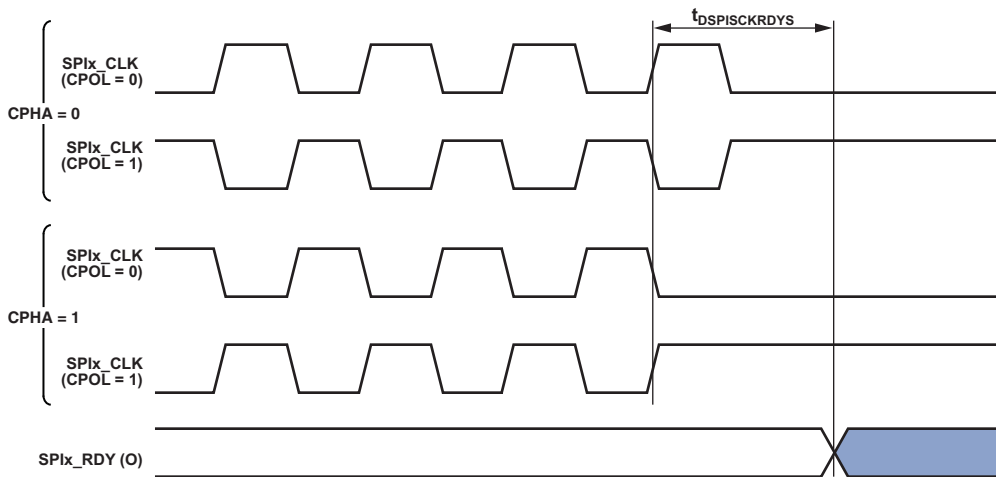 tDSPISCKRDYS
SPIx_CLK
(CPOL = 0)
CPHA = 0
SPIx_CLK
(CPOL = 1)
SPIx_CLK
(CPOL = 0)
CPHA = 1
SPIx_CLK
(CPOL = 1)
SPIx_RDY (O)